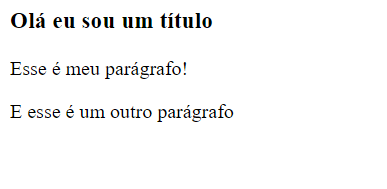 Olá eu sou um título
Esse é meu parágrafo!
E esse é um outro parágrafo